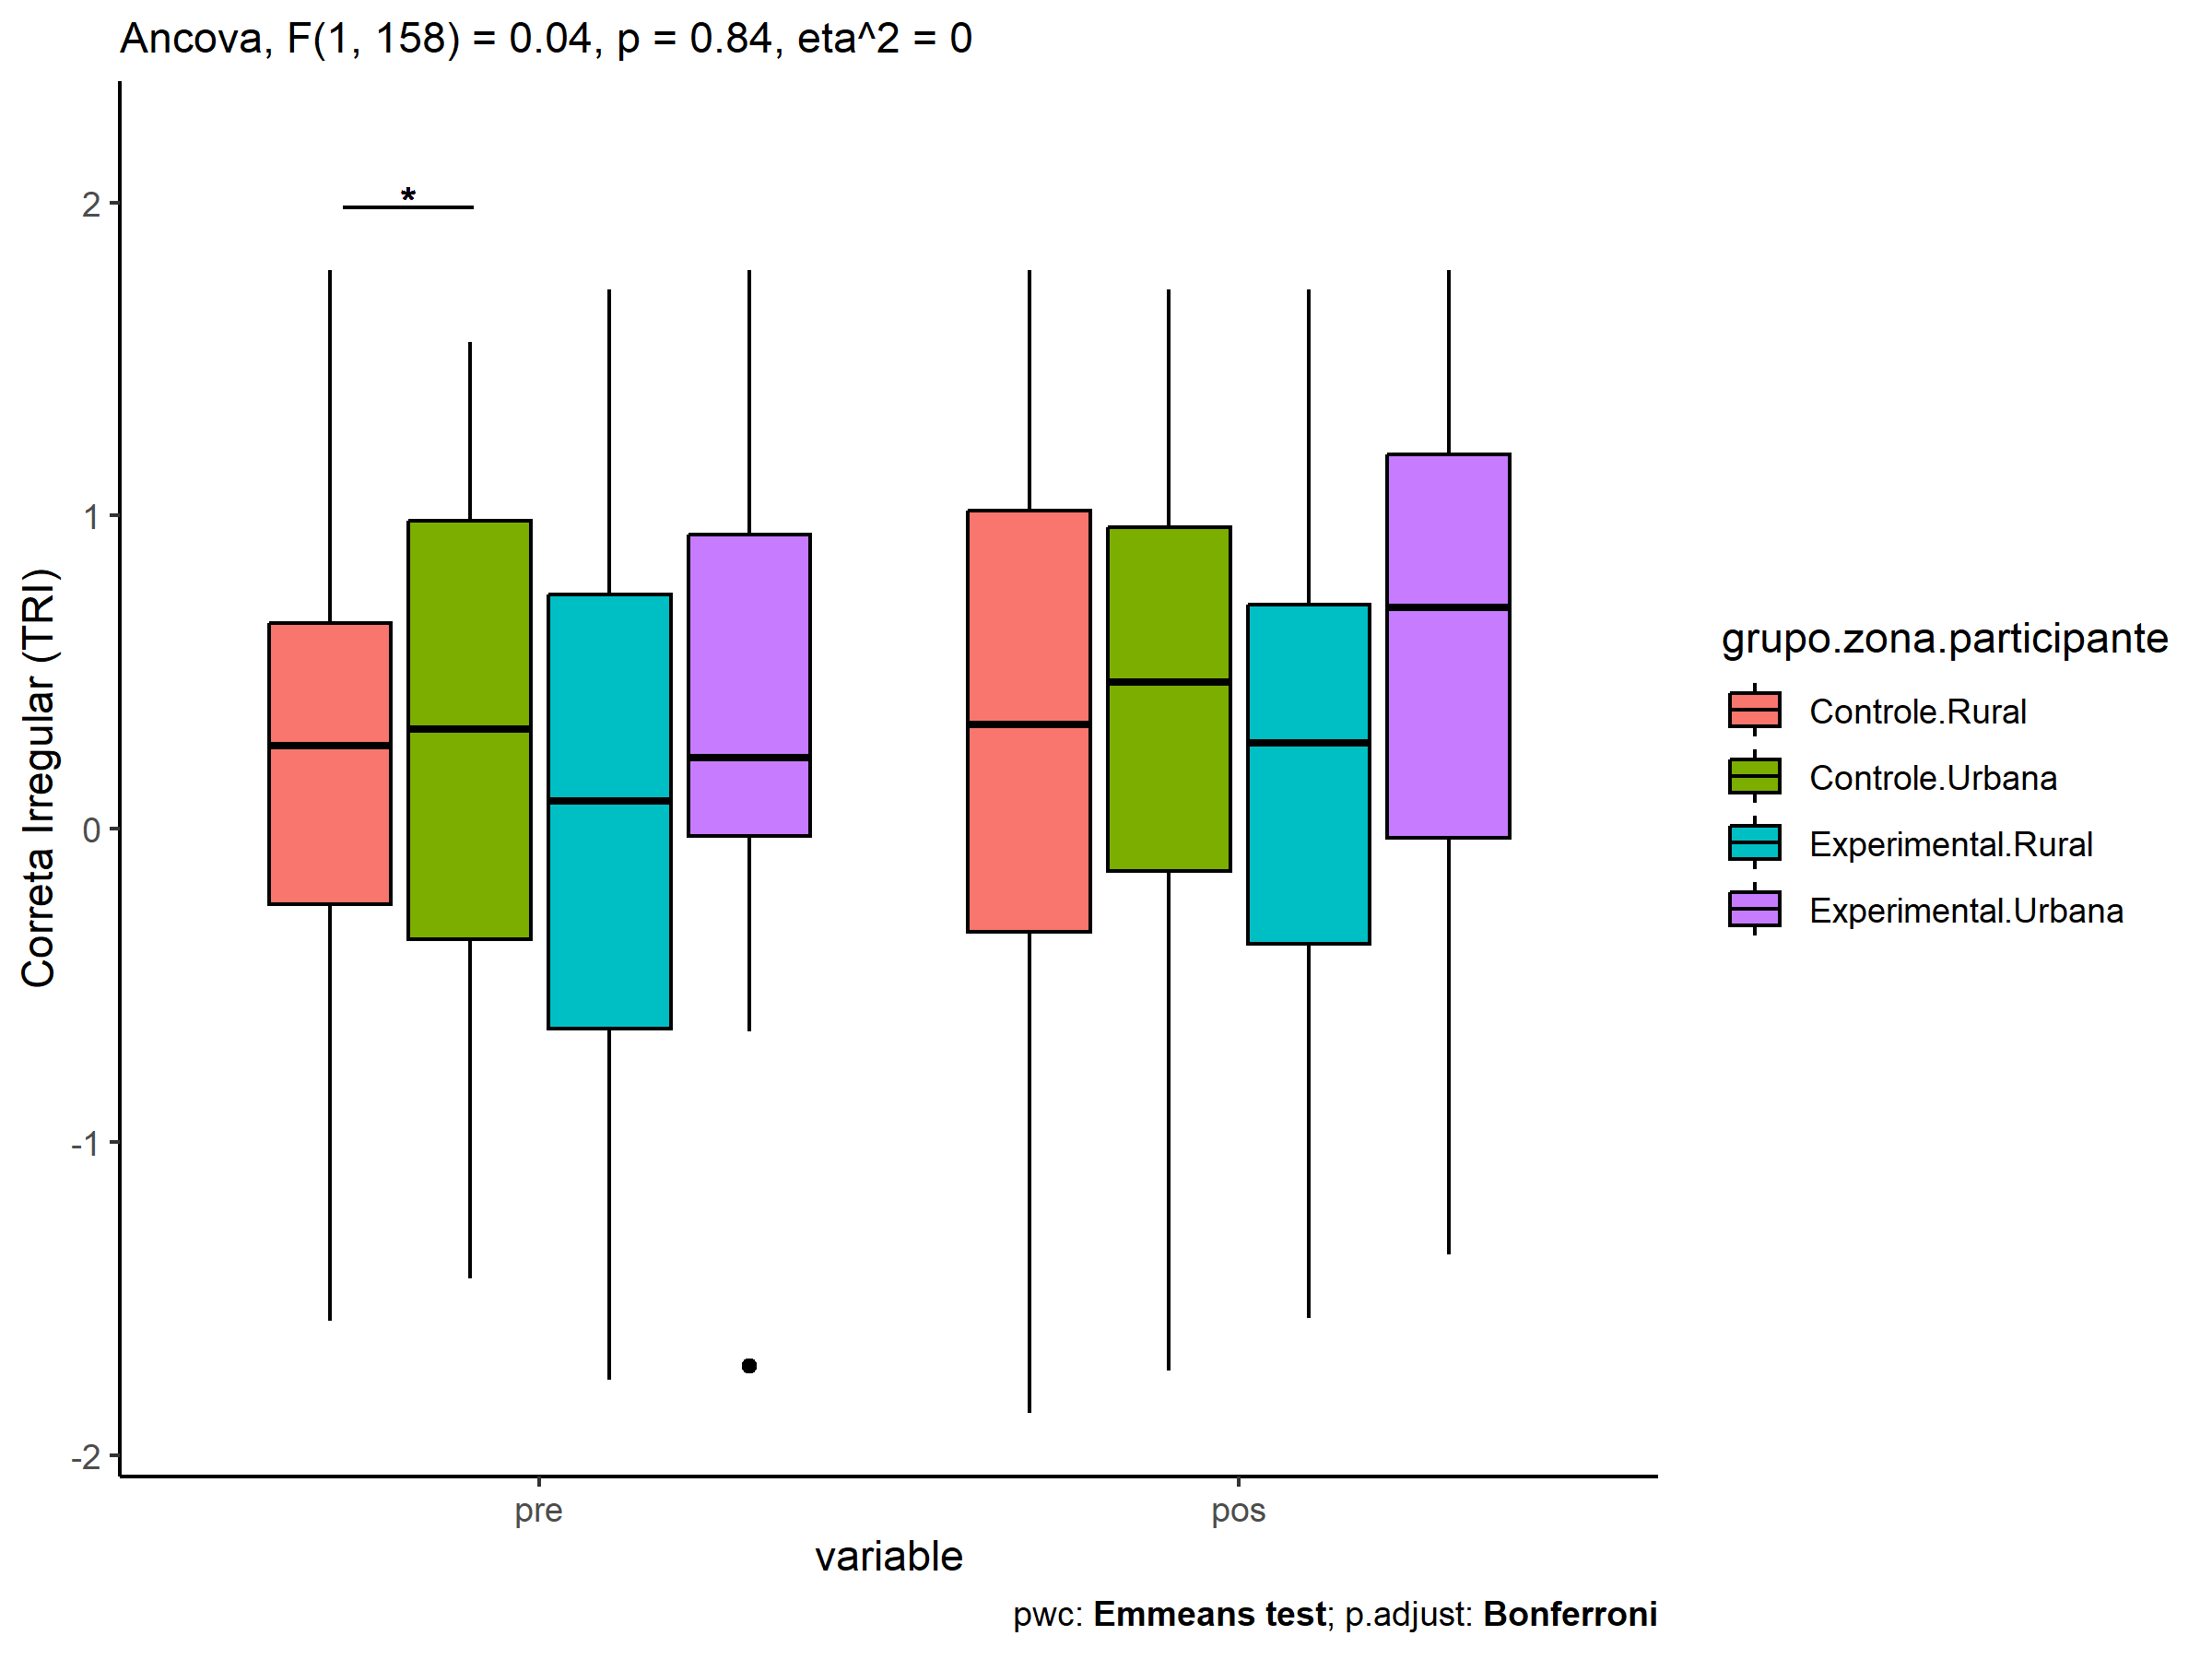 Ancova, F(1, 158) = 0.04, p = 0.84, eta^2 = 0
Correta Irregular (TRI)
2
1
0
-1
-2
*
pre
pos
variable
grupo.zona.participante
Controle.Rural
Controle.Urbana
Experimental.Rural
Experimental.Urbana
pwc: Emmeans test; p.adjust: Bonferroni